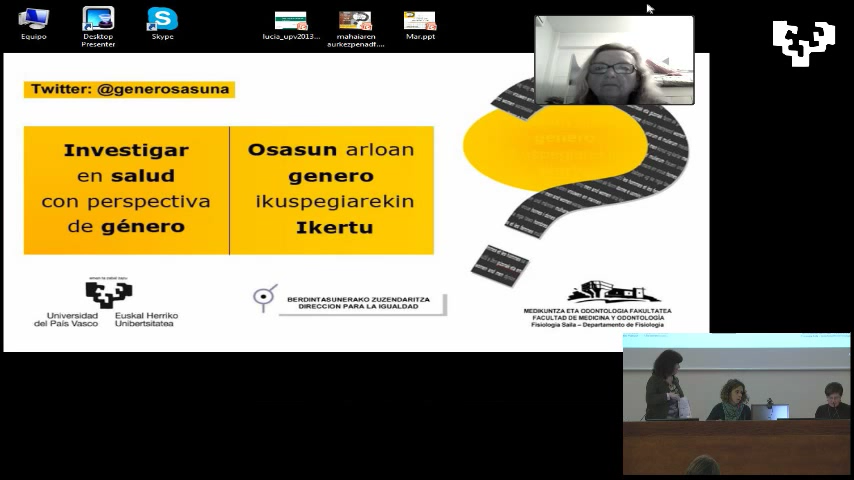 Equipo
Desktop
Presenter
Skype
lucia_upv2013...
mahaiaren
aurkezpenadf....
Mar.ppt
Twitter: @generosasuna
Investigar
en salud
con perspectiva
de género
Osasun arloan
genero
ikuspegiarekin
Ikertu
genero
Universidad
del País Vasco
Euskal Herriko
Unibertsitatea
BERDINTASUNERAKO ZUZENDARITZA
DIRECCION PARA LA IGUALDAD
MEDIKUNTZA ETA ODONTOLOGIA FAKULTATEA
FACULTAD DE MEDICINA Y ODONTOLOGÍA
Fisiologia Saila – Departamento de Fisiología